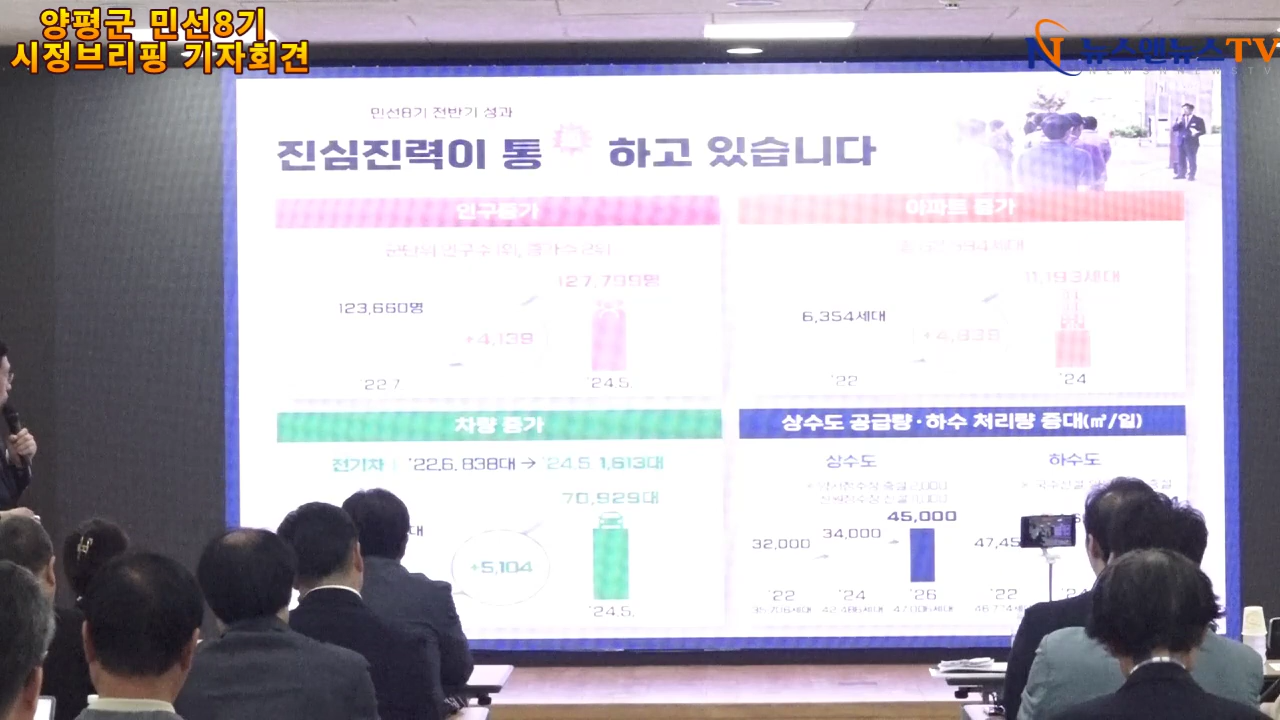 양평군 민선8기
시정브리핑 기자회견
뉴스앤뉴스TV
NEWSNNEWSTV
민선8기 전반기 성과
진심진력이 통 하고 있습니다
인구증가
127,799명
123,660명
+4,139
'22.7
'24.5.
아파트 증가
11,193세대
6,354세대
+4,839
'22
'24
차량 증가
전기차 '22.6. 838대 → '24.5 1,613대
70,929대
대
+5,104
'24.5.
상수도 공급량·하수 처리량 증대(㎥/일)
상수도
하수도
45,000
34,000
32,000
47,45
'22
'24
'26
'22
'24